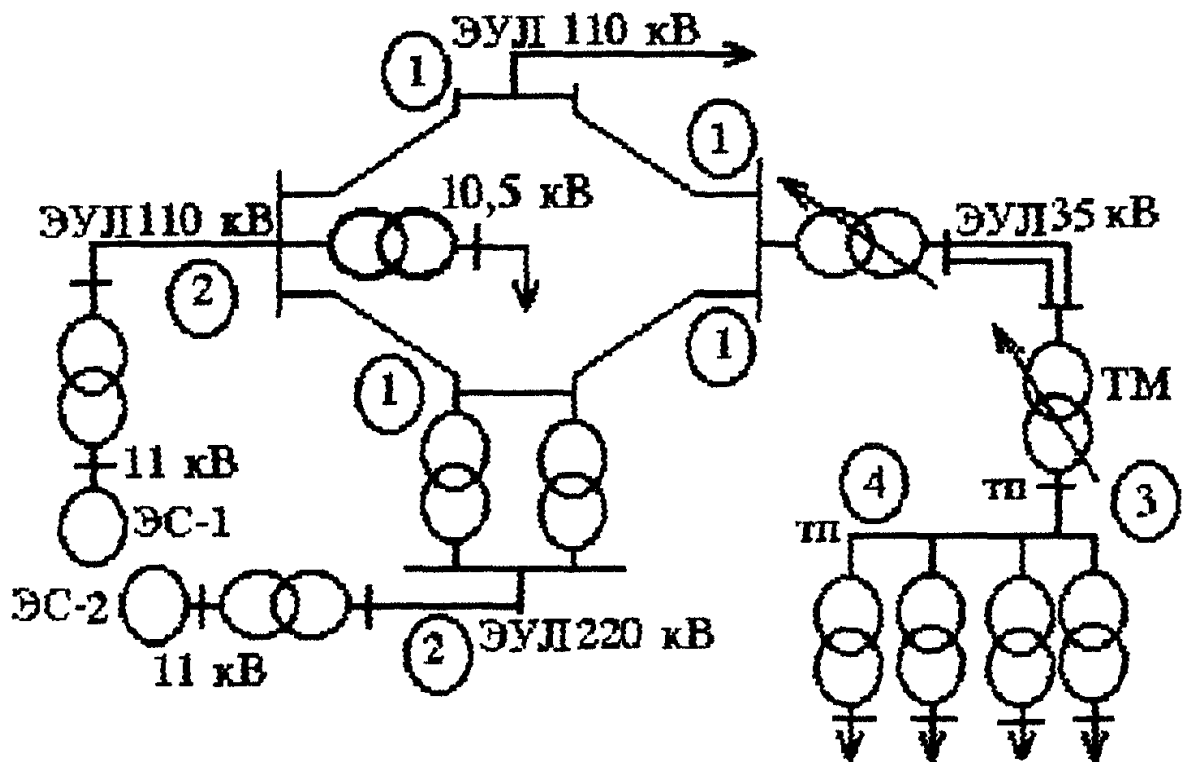 ЭУЛ 110 кВ
1
1
10,5 кВ
ЭУЛ 110 кВ
ЭУЛ 35 кВ
2
1
1
ТМ
11 кВ
4
тп
3
ЭС-1
тп
ЭС-2
2
ЭУЛ 220 кВ
11 кВ